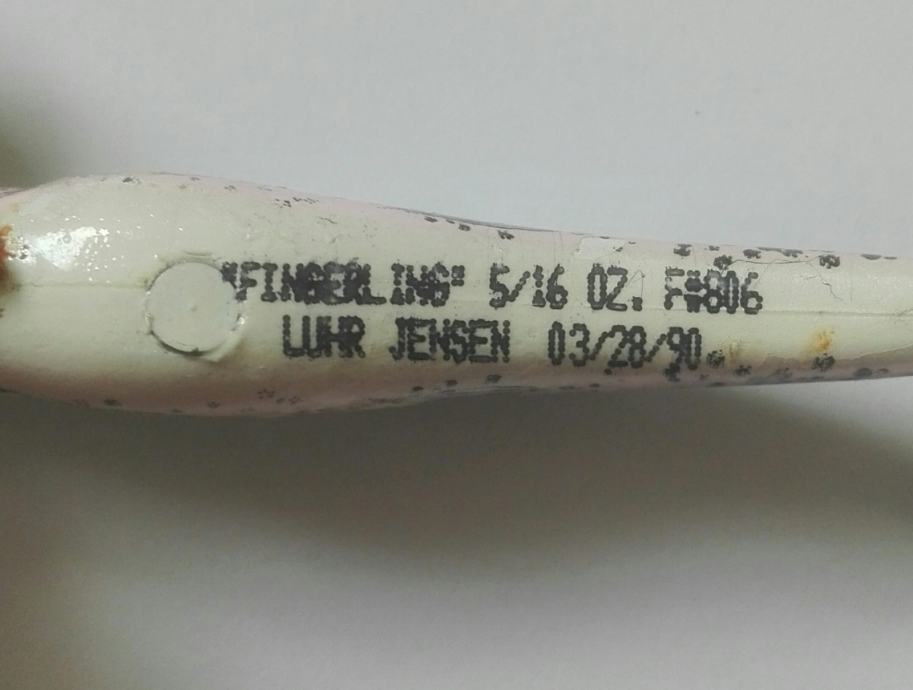 "FINGERLING" 5/16 OZ. F#806
LUHR JENSEN 03/28/90